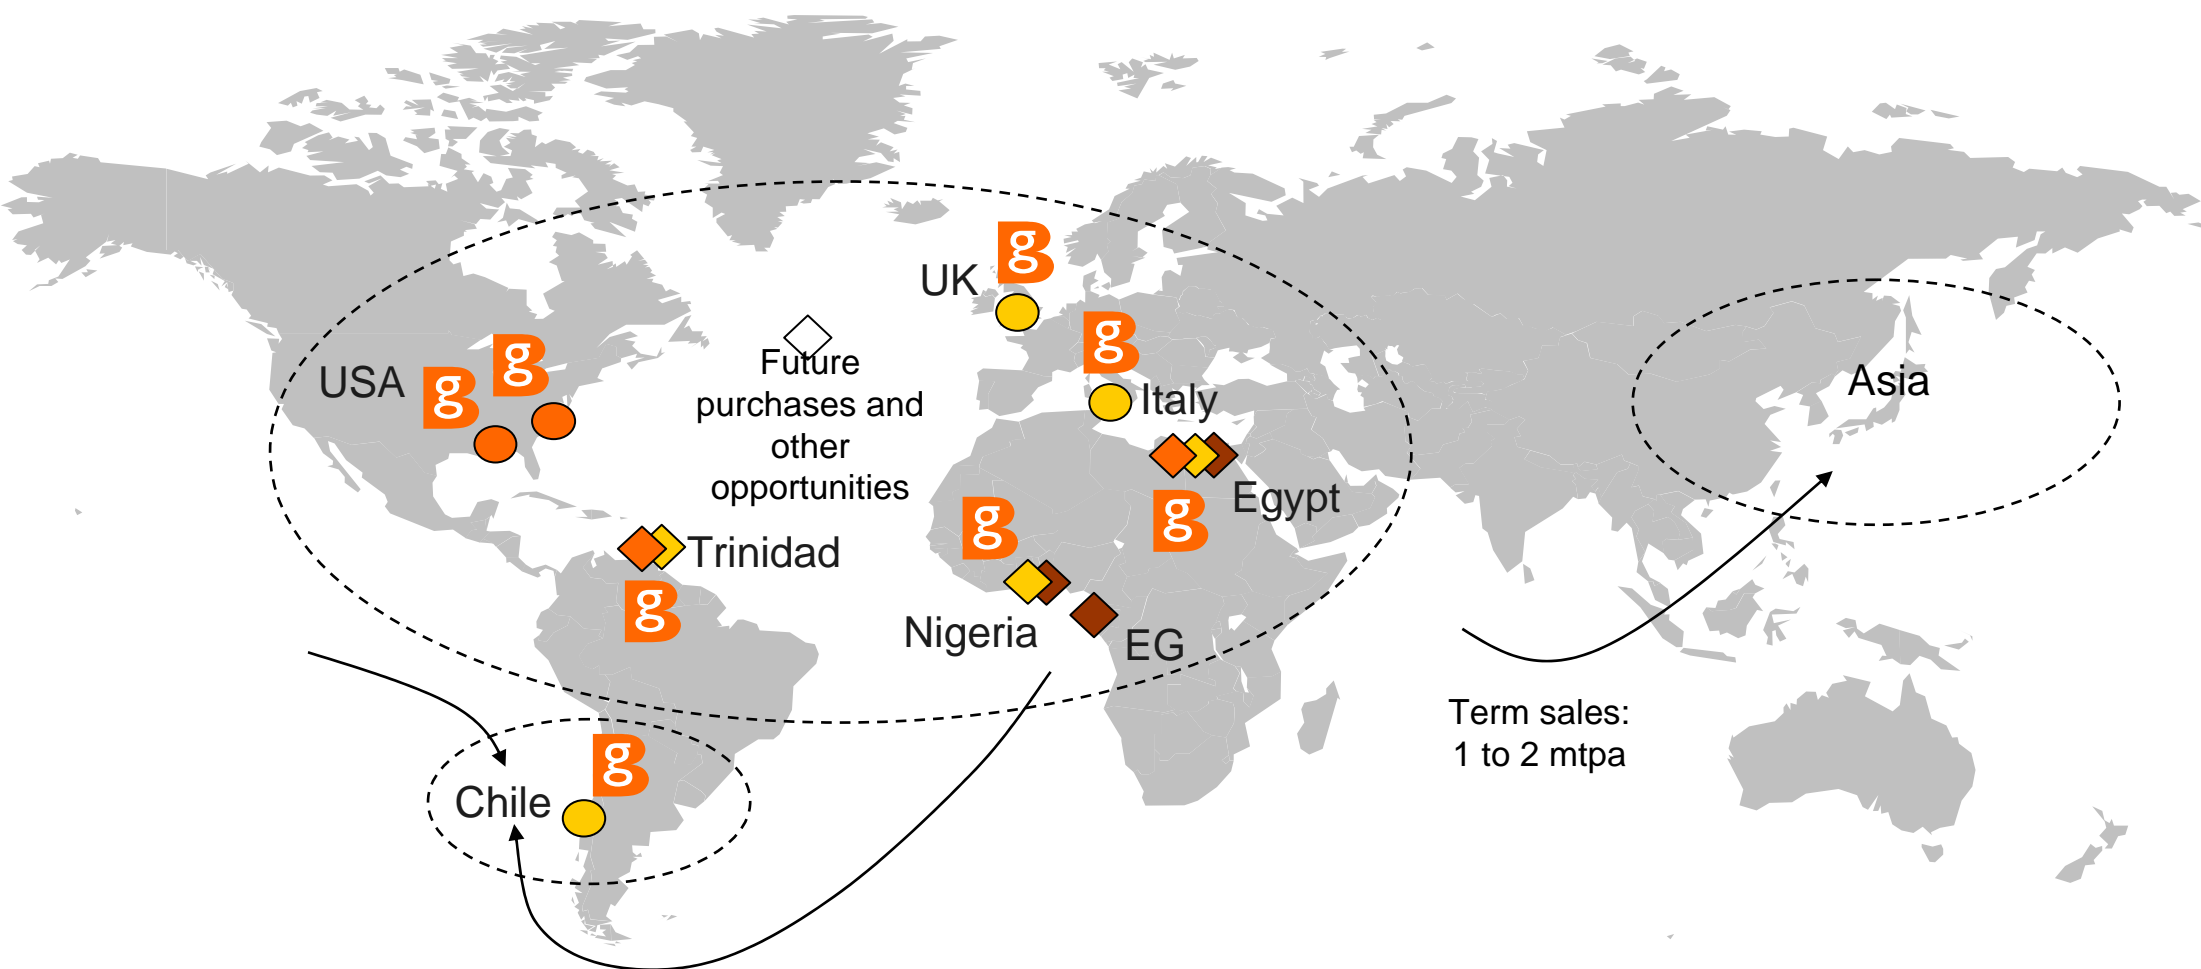 UK
USA
Future
purchases and
other
opportunities
Italy
Asia
Egypt
Trinidad
Nigeria
EG
Term sales:
1 to 2 mtpa
Chile
g
g
g
g
g
g
g
g